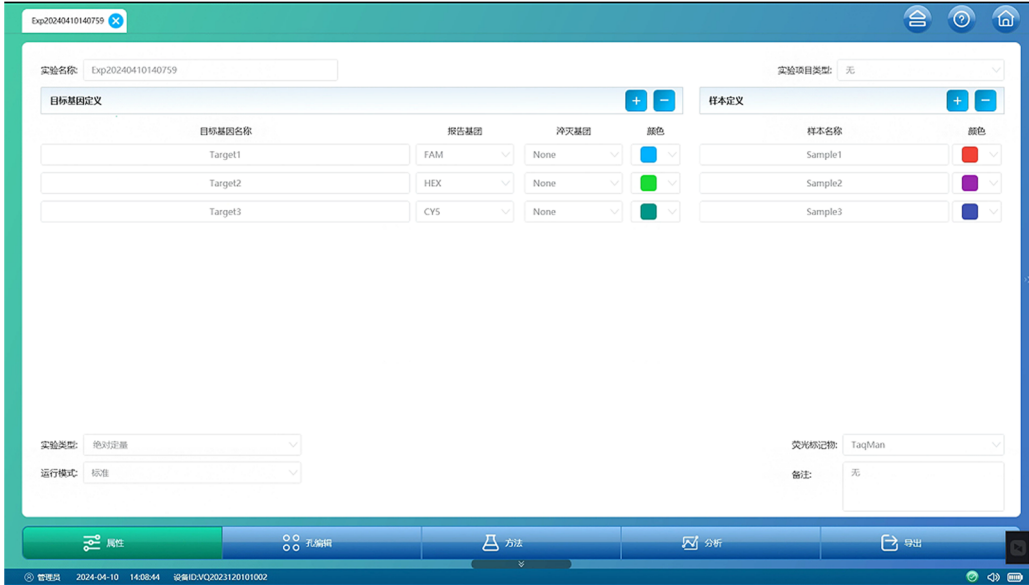 Exp20240410140759
实验名称: Exp20240410140759 实验项目类型: 无
目标基因定义 样本定义
目标基因名称 报告基团 淬灭基团 颜色 样本名称 颜色
Target1 FAM None Sample1
Target2 HEX None Sample2
Target3 CY5 None Sample3
实验类型: 绝对定量 荧光标记物: TaqMan
运行模式: 标准 备注: 无
属性 孔编辑 方法 分析 导出
管理员 2024-04-10 14:08:44 设备ID:VQ2023120101002